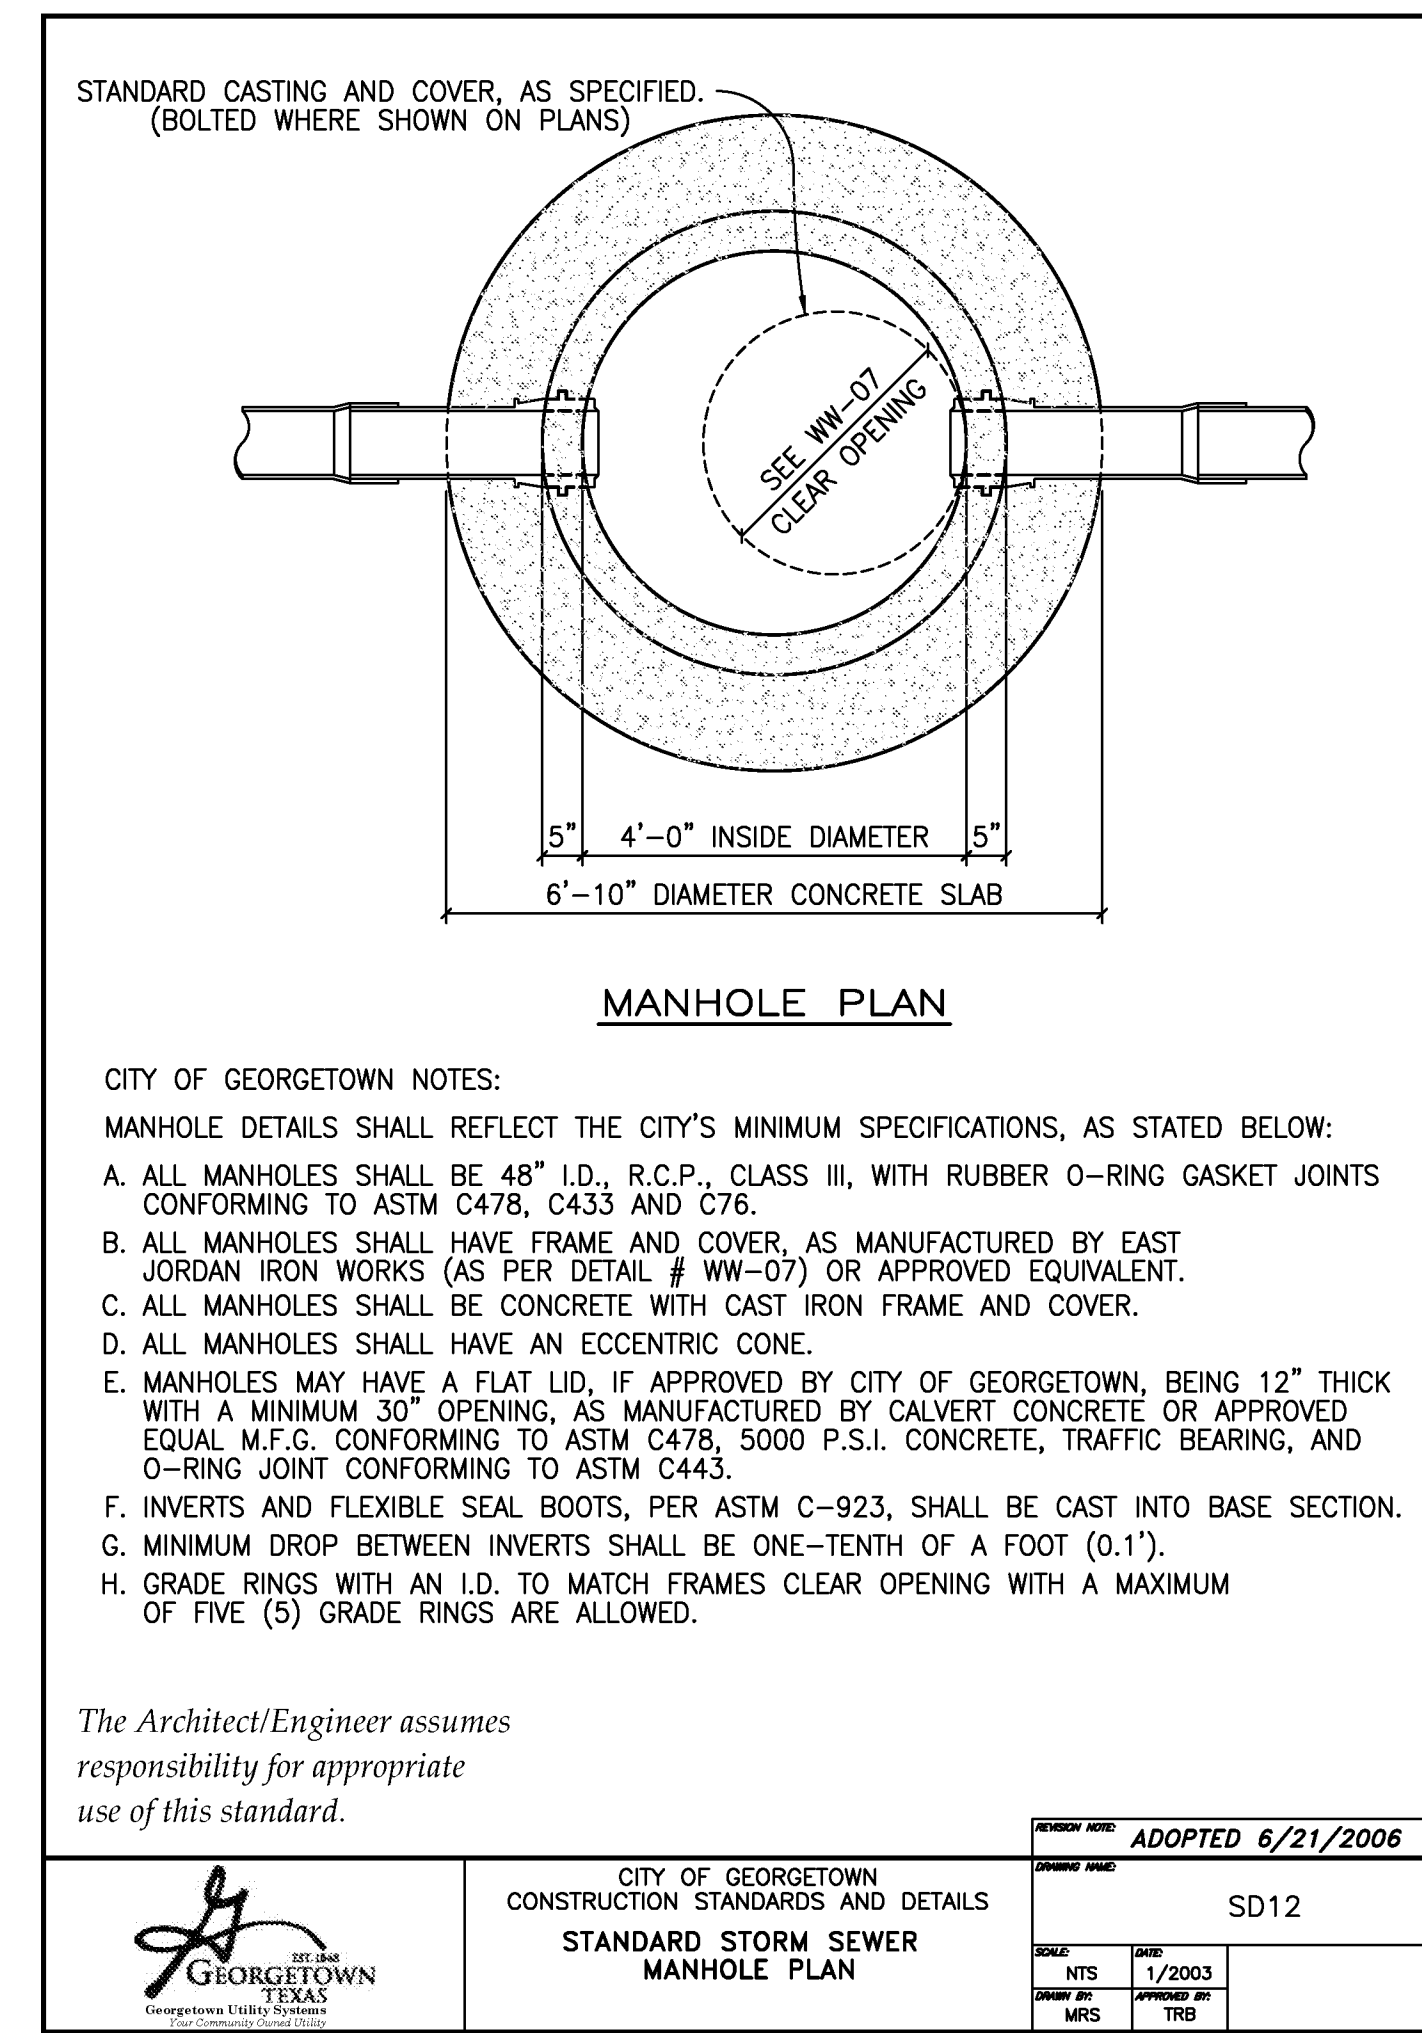 STANDARD CASTING AND COVER, AS SPECIFIED.
(BOLTED WHERE SHOWN ON PLANS)
SEE WW-07
CLEAR OPENING
5" 4'-0" INSIDE DIAMETER 5"
6'-10" DIAMETER CONCRETE SLAB
MANHOLE PLAN
CITY OF GEORGETOWN NOTES:
MANHOLE DETAILS SHALL REFLECT THE CITY'S MINIMUM SPECIFICATIONS, AS STATED BELOW:
A. ALL MANHOLES SHALL BE 48" I.D., R.C.P., CLASS III, WITH RUBBER O-RING GASKET JOINTS
CONFORMING TO ASTM C478, C433 AND C76.
B. ALL MANHOLES SHALL HAVE FRAME AND COVER, AS MANUFACTURED BY EAST
JORDAN IRON WORKS (AS PER DETAIL # WW-07) OR APPROVED EQUIVALENT.
C. ALL MANHOLES SHALL BE CONCRETE WITH CAST IRON FRAME AND COVER.
D. ALL MANHOLES SHALL HAVE AN ECCENTRIC CONE.
E. MANHOLES MAY HAVE A FLAT LID, IF APPROVED BY CITY OF GEORGETOWN, BEING 12" THICK
WITH A MINIMUM 30" OPENING, AS MANUFACTURED BY CALVERT CONCRETE OR APPROVED
EQUAL M.F.G. CONFORMING TO ASTM C478, 5000 P.S.I. CONCRETE, TRAFFIC BEARING, AND
O-RING JOINT CONFORMING TO ASTM C443.
F. INVERTS AND FLEXIBLE SEAL BOOTS, PER ASTM C-923, SHALL BE CAST INTO BASE SECTION.
G. MINIMUM DROP BETWEEN INVERTS SHALL BE ONE-TENTH OF A FOOT (0.1').
H. GRADE RINGS WITH AN I.D. TO MATCH FRAMES CLEAR OPENING WITH A MAXIMUM
OF FIVE (5) GRADE RINGS ARE ALLOWED.
The Architect/Engineer assumes
responsibility for appropriate
use of this standard.
REVISION NOTE: ADOPTED 6/21/2006
EST. 1848
GEORGETOWN
TEXAS
Georgetown Utility Systems
Your Community Owned Utility
CITY OF GEORGETOWN
CONSTRUCTION STANDARDS AND DETAILS
STANDARD STORM SEWER
MANHOLE PLAN
DRAWING NAME:
SD12
SCALE: DATE:
NTS 1/2003
DRAWN BY: APPROVED BY:
MRS TRB